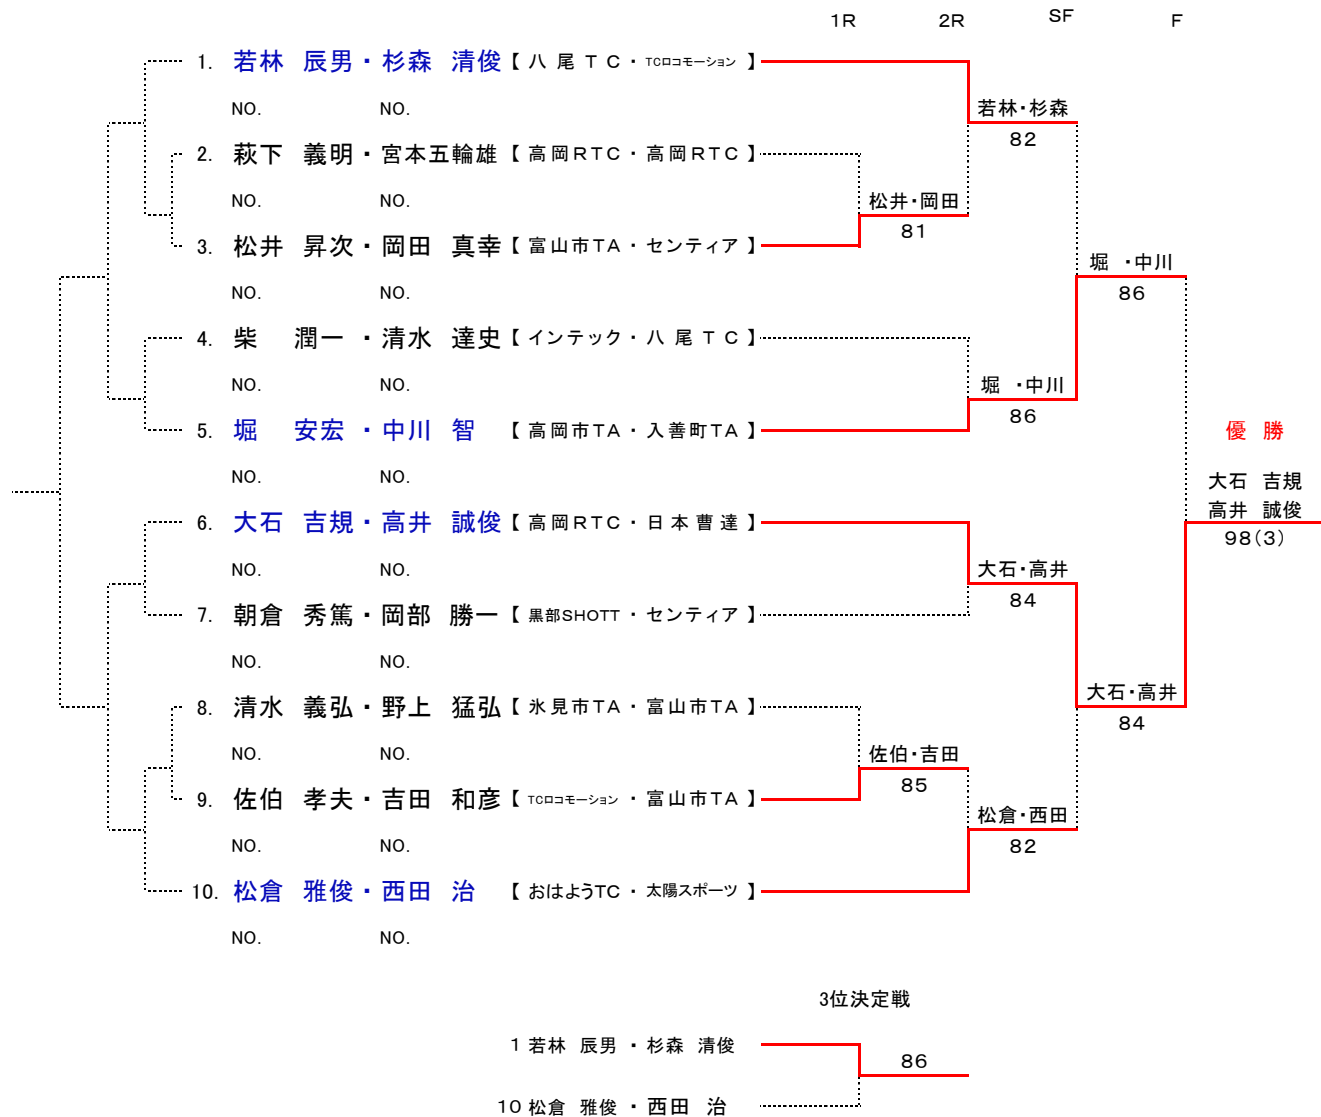 1R 2R SF F
1. 若林 辰男・杉森 清俊 【 八 尾 T C ・ TCロコモーション 】
NO. NO. 若林・杉森
82
2. 萩下 義明・宮本五輪雄 【 高岡RTC ・ 高岡RTC 】
NO. NO. 松井・岡田
81
3. 松井 昇次・岡田 真幸 【 富山市TA ・ センティア 】
堀 ・中川
NO. NO. 86
4. 柴 潤一 ・清水 達史 【 インテック ・ 八 尾 T C 】
NO. NO. 堀 ・中川
86
5. 堀 安宏 ・中川 智 【 高岡市TA ・ 入善町TA 】 優 勝
NO. NO. 大石 吉規
高井 誠俊
6. 大石 吉規・高井 誠俊 【 高岡RTC ・ 日本曹達 】
98(3)
NO. NO. 大石・高井
84
7. 朝倉 秀篤・岡部 勝一 【 黒部SHOTT ・ センティア 】
NO. NO.
大石・高井
8. 清水 義弘・野上 猛弘 【 氷見市TA ・ 富山市TA 】
84
NO. NO. 佐伯・吉田
85
9. 佐伯 孝夫・吉田 和彦 【 TCロコモーション ・ 富山市TA 】
松倉・西田
NO. NO. 82
10. 松倉 雅俊・西田 治 【 おはようTC ・ 太陽スポーツ 】
NO. NO.
3位決定戦
1 若林 辰男 ・ 杉森 清俊
86
10 松倉 雅俊 ・ 西田 治